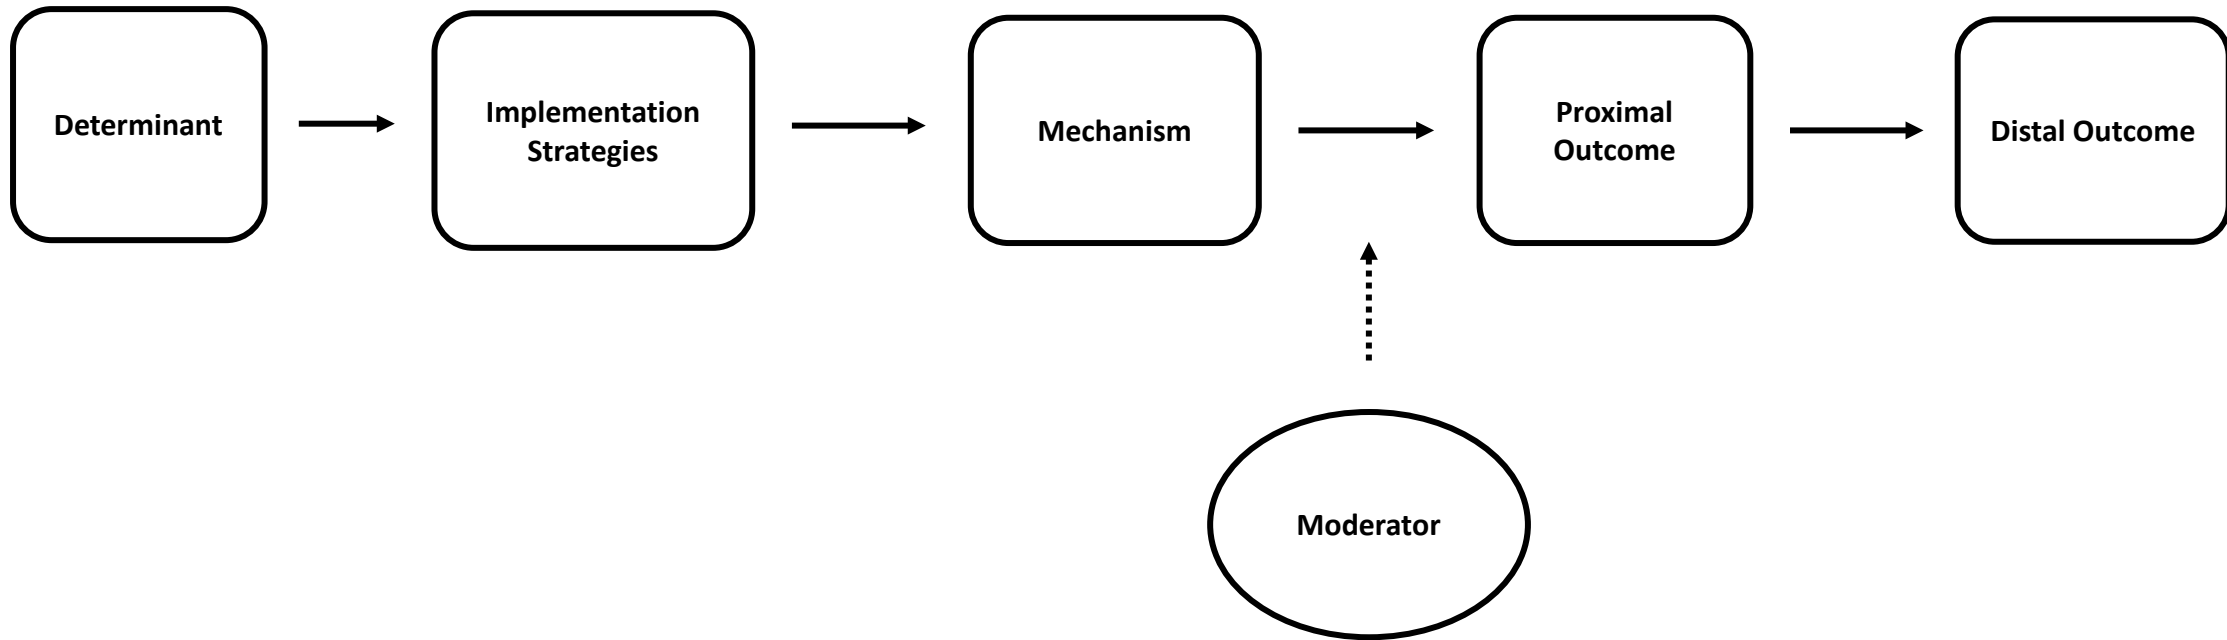 Determinant
Implementation
Strategies
Mechanism
Proximal
Outcome
Distal Outcome
Moderator